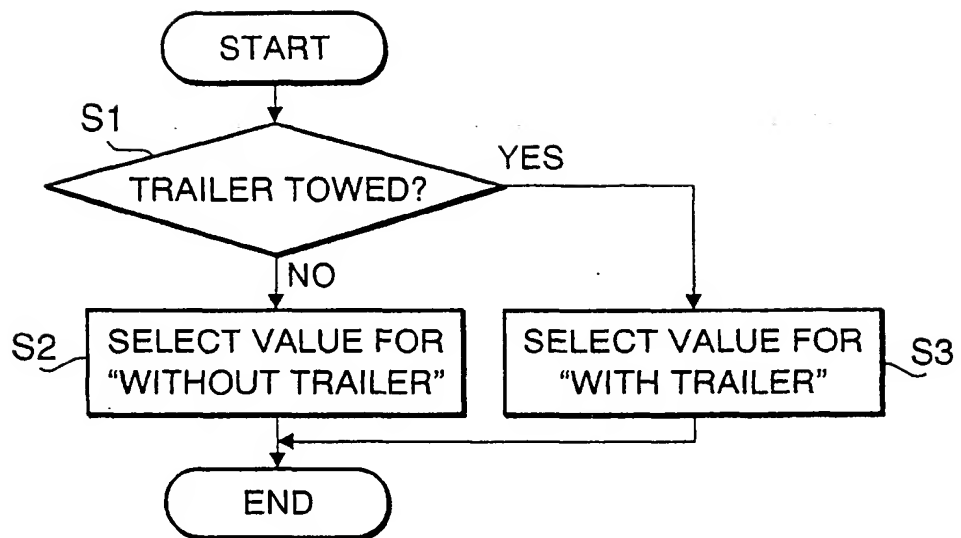 START
S1
TRAILER TOWED?
YES
NO
S2
SELECT VALUE FOR
“WITHOUT TRAILER”
SELECT VALUE FOR
“WITH TRAILER”
S3
END